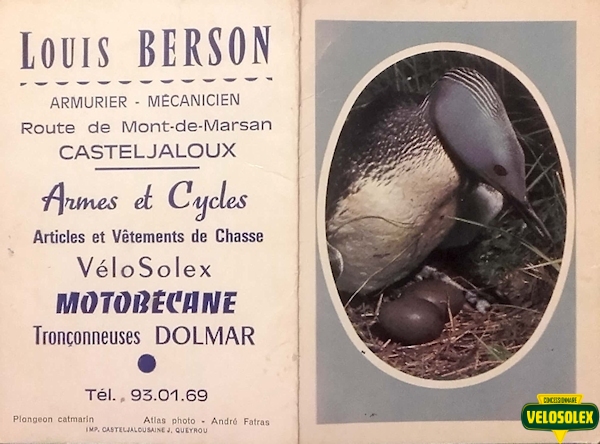 LOUIS BERSON
ARMURIER - MÉCANICIEN
Route de Mont-de-Marsan
CASTELJALOUX
Armes et Cycles
Articles et Vêtements de Chasse
VéloSolex
MOTOBÉCANE
Tronçonneuses DOLMAR
Tél. 93.01.69
Plongeon catmarin Atlas photo - André Fatras
IMP. CASTELJALOUSAINE J. QUEYROU
CONCESSIONNAIRE
VELOSOLEX